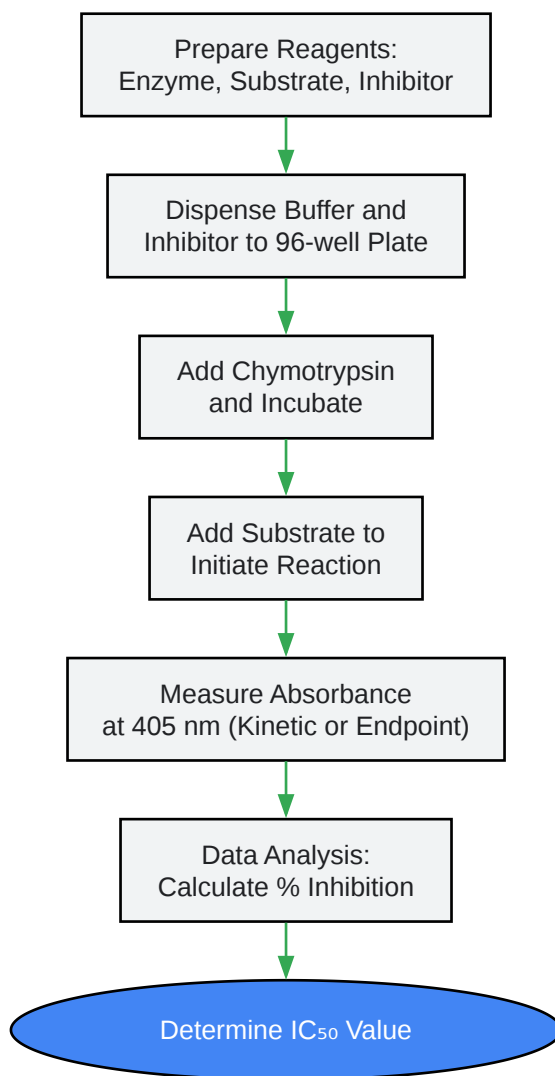 Prepare Reagents:
Enzyme, Substrate, Inhibitor
Dispense Buffer and
Inhibitor to 96-well Plate
Add Chymotrypsin
and Incubate
Add Substrate to
Initiate Reaction
Measure Absorbance
at 405 nm (Kinetic or Endpoint)
Data Analysis:
Calculate % Inhibition
Determine IC₅₀ Value